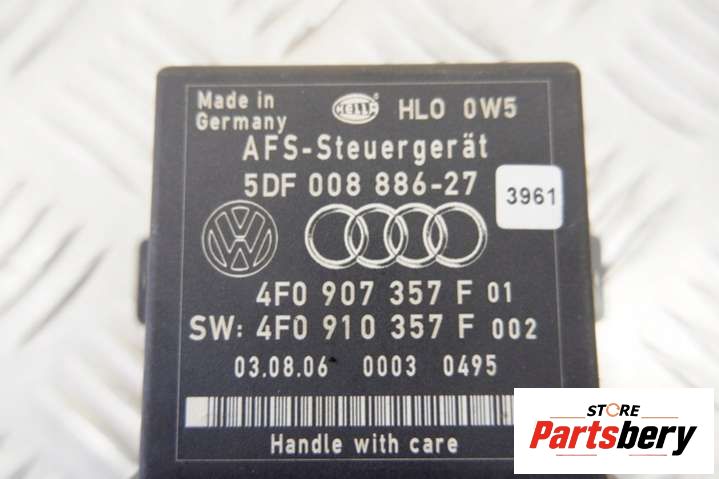 Made in
Germany
HELLA
HLO 0W5
AFS-Steuergerät
5DF 008 886-27
3961
4F0 907 357 F 01
SW: 4F0 910 357 F 002
03.08.06 0003 0495
Handle with care
STORE
Partsbery